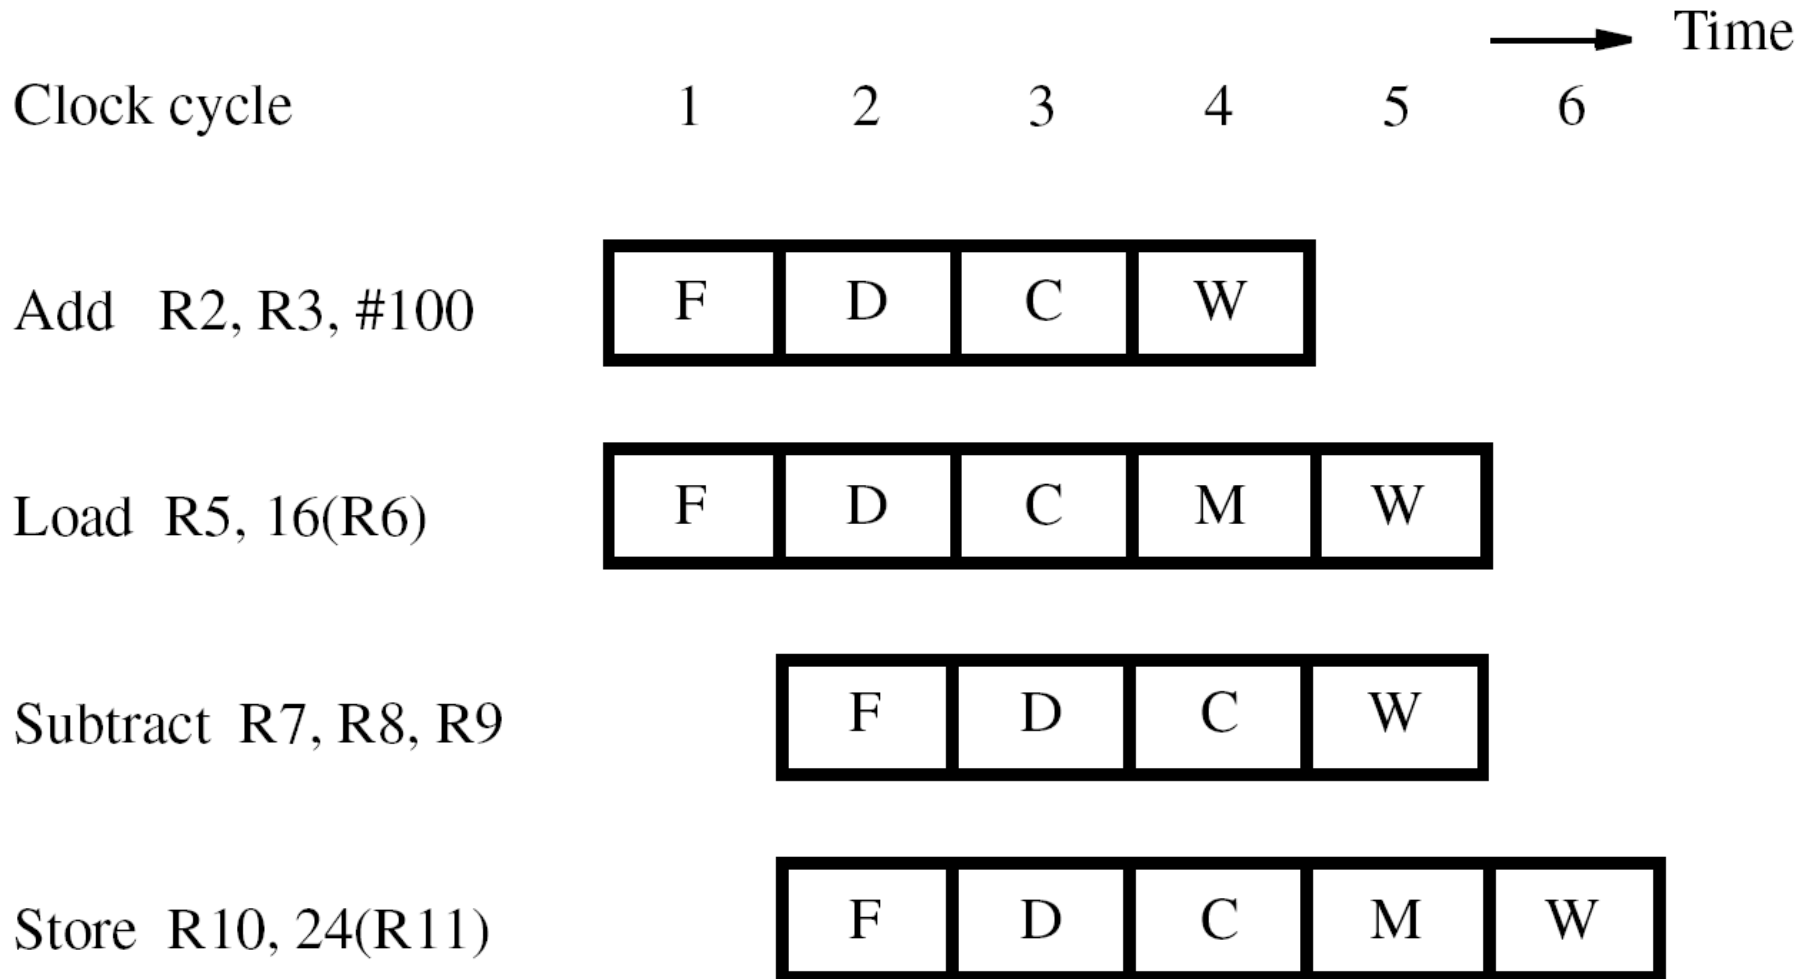 Time
Clock cycle 1 2 3 4 5 6
Add R2, R3, #100 F D C W
Load R5, 16(R6) F D C M W
Subtract R7, R8, R9 F D C W
Store R10, 24(R11) F D C M W